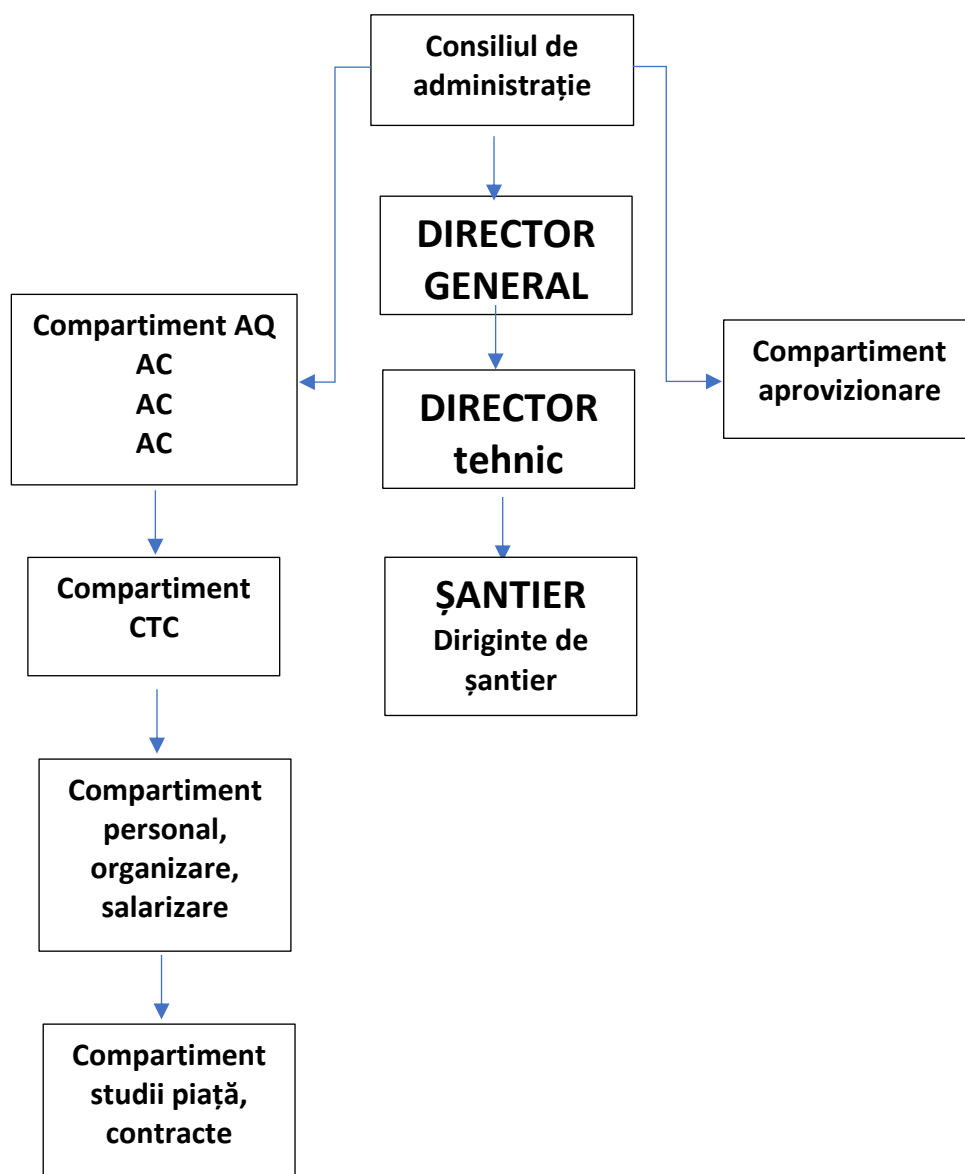 Consiliul de
administrație
DIRECTOR
GENERAL
Compartiment AQ
AC
AC
AC
Compartiment
aprovizionare
DIRECTOR
tehnic
Compartiment
CTC
ȘANTIER
Diriginte de
șantier
Compartiment
personal,
organizare,
salarizare
Compartiment
studii piață,
contracte